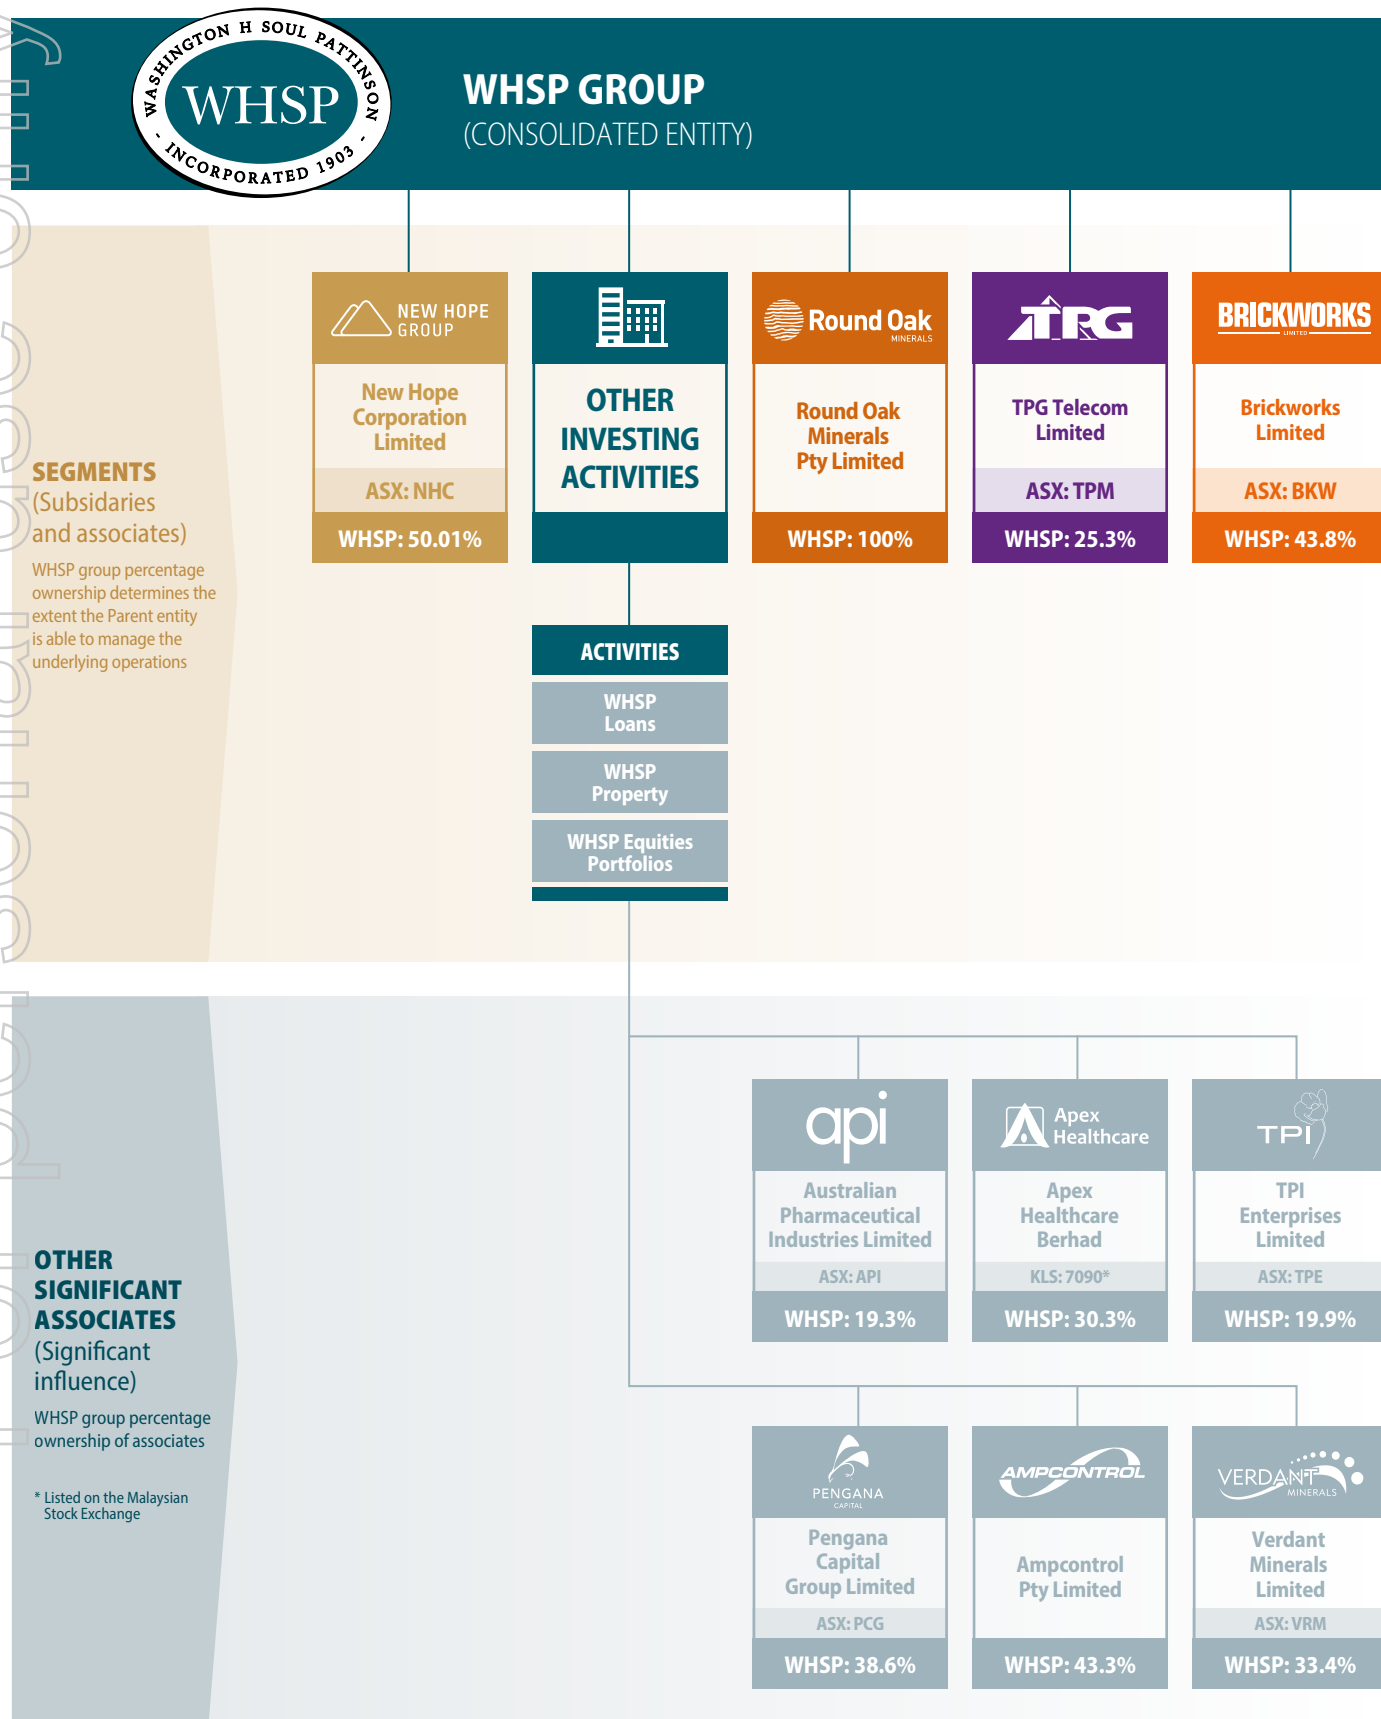 WASHINGTON H SOUL PATTINSON
WHSP
- INCORPORATED 1903 -
WHSP GROUP
(CONSOLIDATED ENTITY)
SEGMENTS
(Subsidaries
and associates)
WHSP group percentage
ownership determines the
extent the Parent entity
is able to manage the
underlying operations
NEW HOPE
GROUP
New Hope
Corporation
Limited
ASX: NHC
WHSP: 50.01%
OTHER
INVESTING
ACTIVITIES
Round Oak
MINERALS
Round Oak
Minerals
Pty Limited
WHSP: 100%
TPG
TPG Telecom
Limited
ASX: TPM
WHSP: 25.3%
BRICKWORKS
LIMITED
Brickworks
Limited
ASX: BKW
WHSP: 43.8%
ACTIVITIES
WHSP
Loans
WHSP
Property
WHSP Equities
Portfolios
OTHER
SIGNIFICANT
ASSOCIATES
(Significant
influence)
WHSP group percentage
ownership of associates
* Listed on the Malaysian
Stock Exchange
api
Australian
Pharmaceutical
Industries Limited
ASX: API
WHSP: 19.3%
Apex
Healthcare
Apex
Healthcare
Berhad
KLS: 7090*
WHSP: 30.3%
TPI
TPI
Enterprises
Limited
ASX: TPE
WHSP: 19.9%
PENGANA
CAPITAL
Pengana
Capital
Group Limited
ASX: PCG
WHSP: 38.6%
AMPCONTROL
Ampcontrol
Pty Limited
WHSP: 43.3%
VERDANT
MINERALS
Verdant
Minerals
Limited
ASX: VRM
WHSP: 33.4%